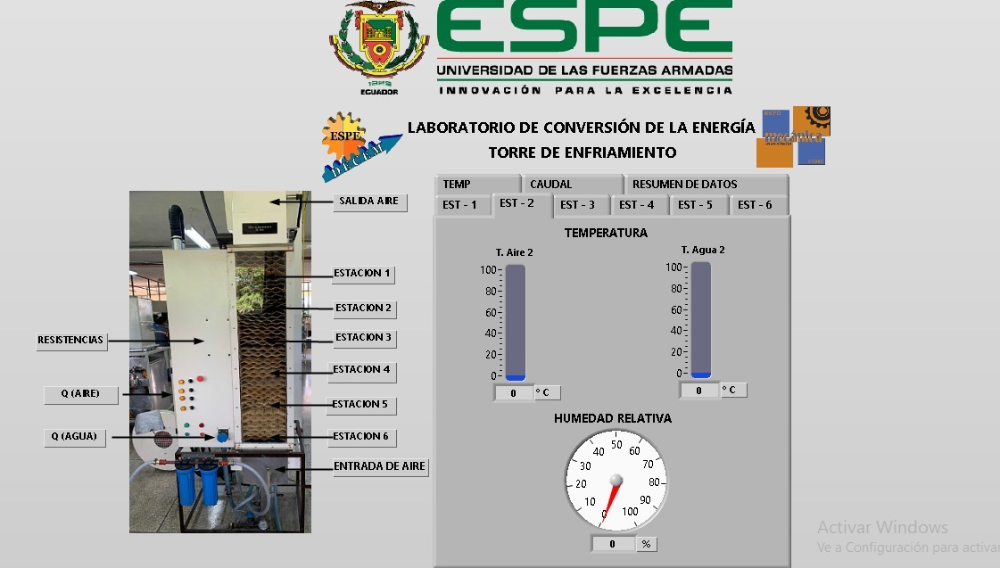 ESPE
UNIVERSIDAD DE LAS FUERZAS ARMADAS
INNOVACIÓN PARA LA EXCELENCIA
1922
ECUADOR
ESPE
DECEM
LABORATORIO DE CONVERSIÓN DE LA ENERGÍA
TORRE DE ENFRIAMIENTO
mecánica
SALIDA AIRE
ESTACION 1
ESTACION 2
ESTACION 3
ESTACION 4
ESTACION 5
ESTACION 6
ENTRADA DE AIRE
RESISTENCIAS
Q (AIRE)
Q (AGUA)
TEMP
CAUDAL
RESUMEN DE DATOS
EST - 1
EST - 2
EST - 3
EST - 4
EST - 5
EST - 6
TEMPERATURA
T. Aire 2
100
80
60
40
20
0
0
° C
T. Agua 2
100
80
60
40
20
0
0
° C
HUMEDAD RELATIVA
0
10
20
30
40
50
60
70
80
90
100
0
%
Activar Windows
Ve a Configuración para activar